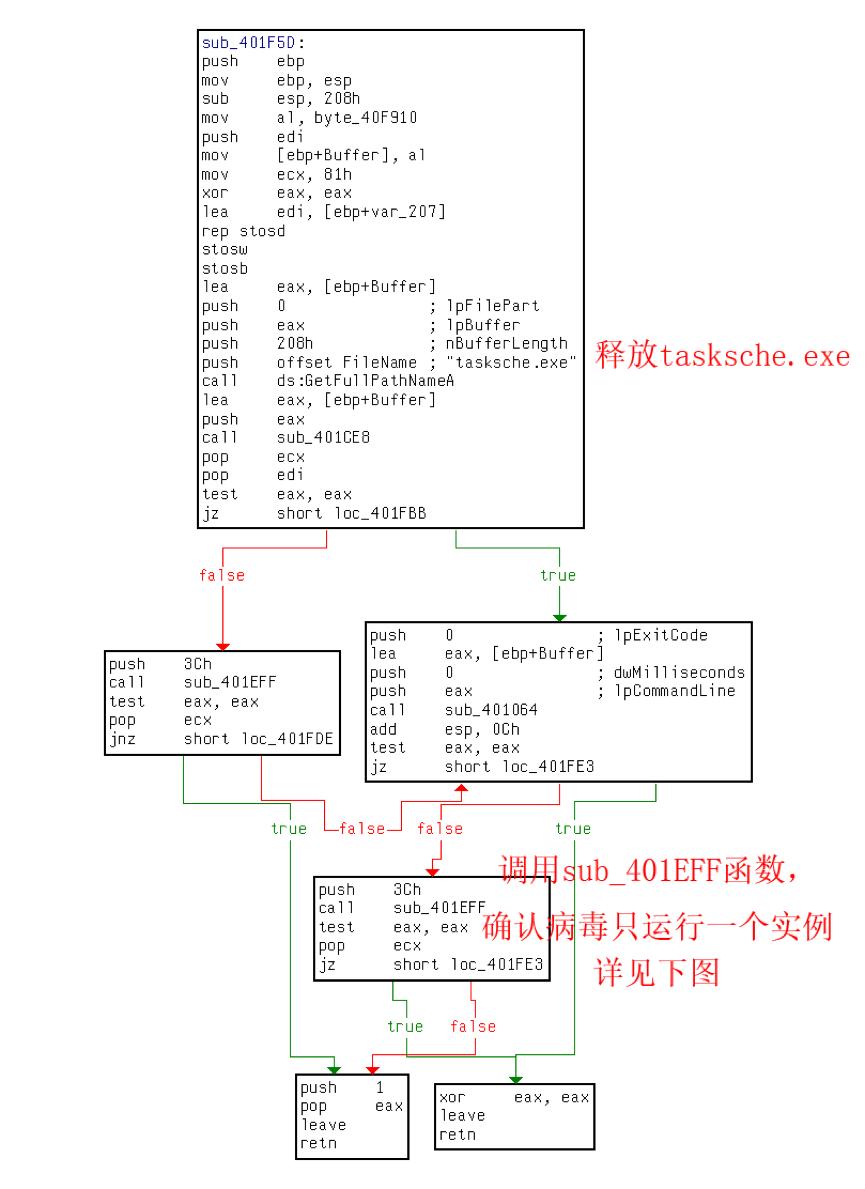 sub_401F5D:
push ebp
mov ebp, esp
sub esp, 208h
mov al, byte_40F910
push edi
mov [ebp+Buffer], al
mov ecx, 81h
xor eax, eax
lea edi, [ebp+var_207]
rep stosd
stosw
stosb
lea eax, [ebp+Buffer]
push 0 ; lpFilePart
push eax ; lpBuffer
push 208h ; nBufferLength
push offset FileName ; "tasksche.exe"
释放tasksche.exe
call ds:GetFullPathNameA
lea eax, [ebp+Buffer]
push eax
call sub_401CE8
pop ecx
pop edi
test eax, eax
jz short loc_401FBB
false
true
push 3Ch
call sub_401EFF
test eax, eax
pop ecx
jnz short loc_401FDE
push 0 ; lpExitCode
lea eax, [ebp+Buffer]
push 0 ; dwMilliseconds
push eax ; lpCommandLine
call sub_401064
add esp, 0Ch
test eax, eax
jz short loc_401FE3
true
false
false
true
push 3Ch
call sub_401EFF
test eax, eax
pop ecx
jz short loc_401FE3
调用sub_401EFF函数，
确认病毒只运行一个实例
详见下图
true
false
push 1
pop eax
leave
retn
xor eax, eax
leave
retn